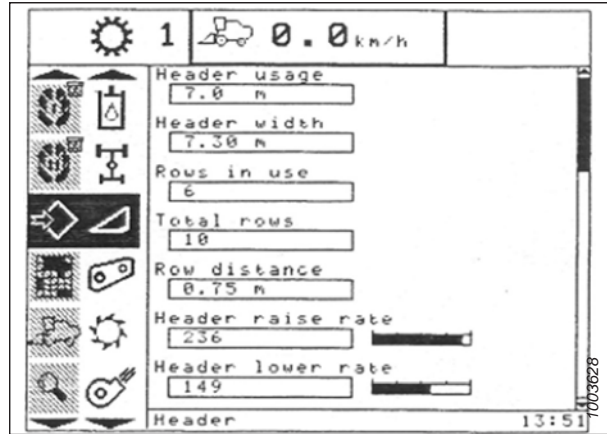 1 0.0 km/h
Header usage
7.0 m
Header width
7.30 m
Rows in use
6
Total rows
10
Row distance
0.75 m
Header raise rate
236
Header lower rate
149
Header 13:51
1003628